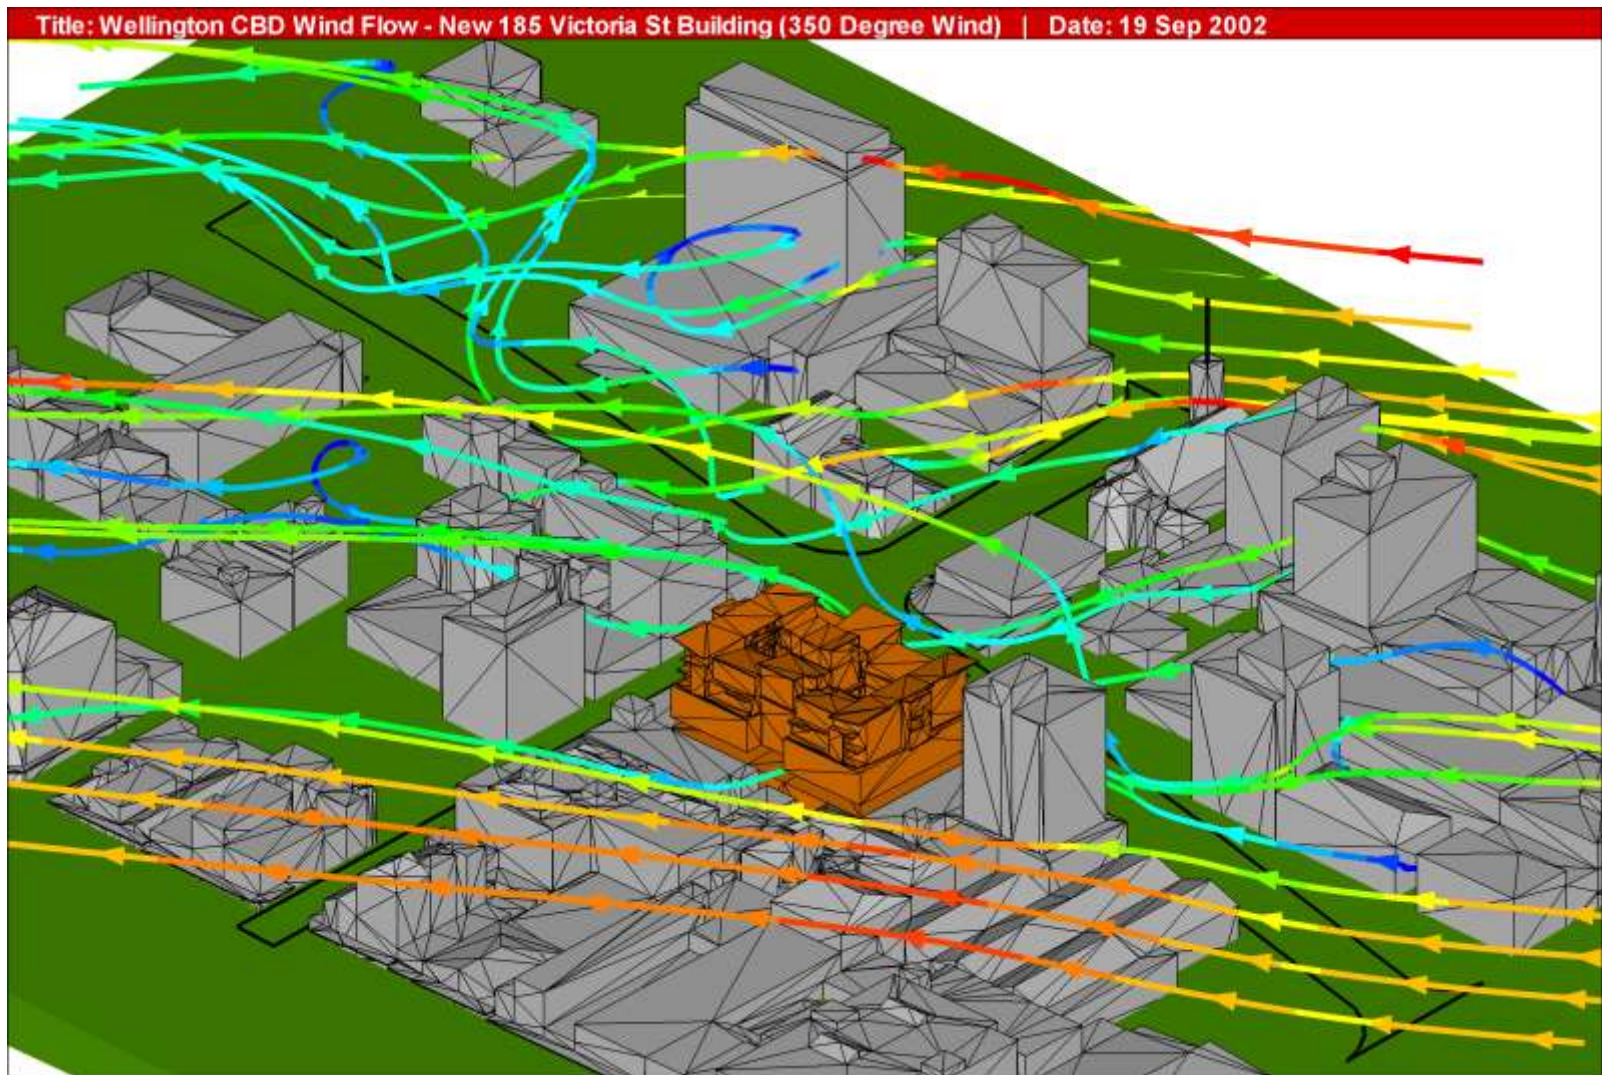 Title: Wellington CBD Wind Flow - New 185 Victoria St Building (350 Degree Wind) | Date: 19 Sep 2002